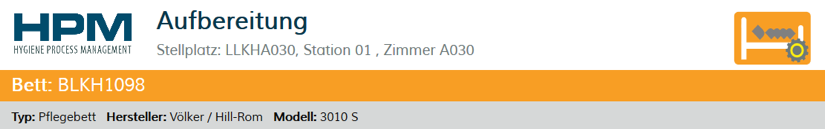 HPM
HYGIENE PROCESS MANAGEMENT
Aufbereitung
Stellplatz: LLKHA030, Station 01 , Zimmer A030
Bett: BLKH1098
Typ: Pflegebett Hersteller: Völker / Hill-Rom Modell: 3010 S